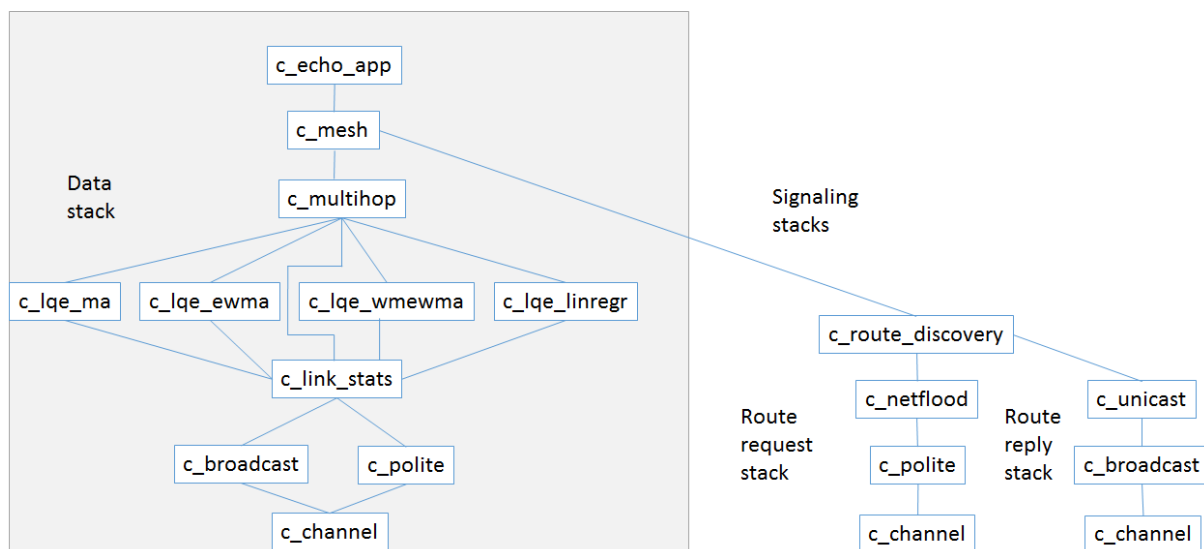 c_echo_app
c_mesh
Data
stack
c_multihop
Signaling
stacks
c_lqe_ma
c_lqe_ewma
c_lqe_wmewma
c_lqe_linregr
c_route_discovery
c_link_stats
c_netflood
c_unicast
Route
request
stack
Route
reply
stack
c_broadcast
c_polite
c_polite
c_broadcast
c_channel
c_channel
c_channel